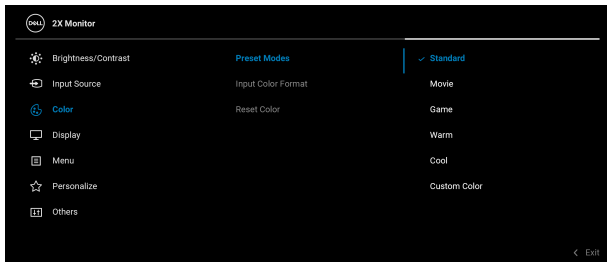 DELL 2X Monitor
Brightness/Contrast
Input Source
Color
Display
Menu
Personalize
Others
Preset Modes
Input Color Format
Reset Color
Standard
Movie
Game
Warm
Cool
Custom Color
Exit